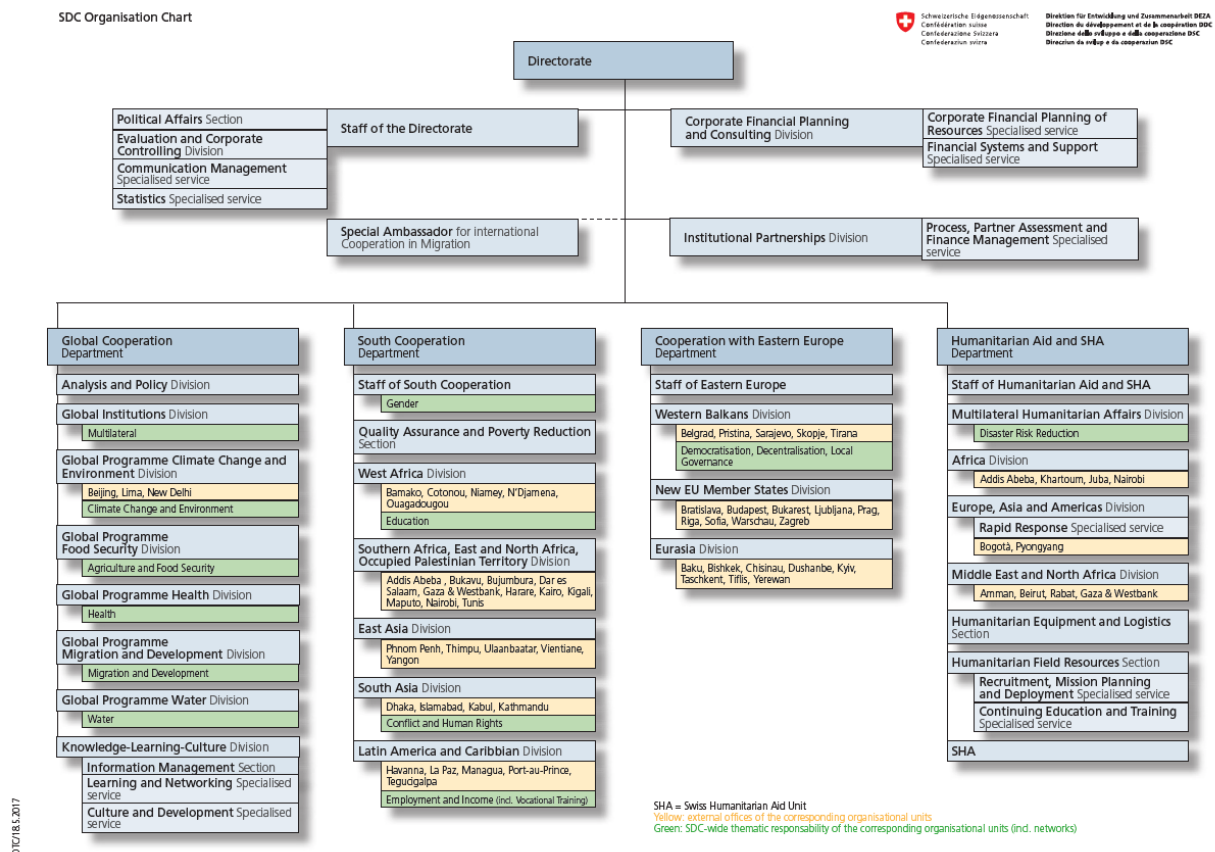 SDC Organisation Chart
Schweizerische Eidgenossenschaft
Confédération suisse
Confederazione Svizzera
Confederaziun svizra
Direktion für Entwicklung und Zusammenarbeit DEZA
Direction du développement et de la coopération DDC
Direzione dello sviluppo e della cooperazione DSC
Direcziun da svilup e da cooperaziun DSC
Directorate
Political Affairs Section
Evaluation and Corporate
Controlling Division
Communication Management
Specialised service
Statistics Specialised service
Staff of the Directorate
Corporate Financial Planning
and Consulting Division
Corporate Financial Planning of
Resources Specialised service
Financial Systems and Support
Specialised service
Special Ambassador for international
Cooperation in Migration
Institutional Partnerships Division
Process, Partner Assessment and
Finance Management Specialised
service
Global Cooperation
Department
Analysis and Policy Division
Global Institutions Division
Multilateral
Global Programme Climate Change and
Environment Division
Beijing, Lima, New Delhi
Climate Change and Environment
Global Programme
Food Security Division
Agriculture and Food Security
Global Programme Health Division
Health
Global Programme
Migration and Development Division
Migration and Development
Global Programme Water Division
Water
Knowledge-Learning-Culture Division
Information Management Section
Learning and Networking Specialised
service
Culture and Development Specialised
service
South Cooperation
Department
Staff of South Cooperation
Gender
Quality Assurance and Poverty Reduction
Section
West Africa Division
Bamako, Cotonou, Niamey, N'Djamena,
Ouagadougou
Education
Southern Africa, East and North Africa,
Occupied Palestinian Territory Division
Addis Abeba , Bukavu, Bujumbura, Dar es
Salaam, Gaza & Westbank, Harare, Kairo, Kigali,
Maputo, Nairobi, Tunis
East Asia Division
Phnom Penh, Thimpu, Ulaanbaatar, Vientiane,
Yangon
South Asia Division
Dhaka, Islamabad, Kabul, Kathmandu
Conflict and Human Rights
Latin America and Caribbian Division
Havanna, La Paz, Managua, Port-au-Prince,
Tegucigalpa
Employment and Income (incl. Vocational Training)
Cooperation with Eastern Europe
Department
Staff of Eastern Europe
Western Balkans Division
Belgrad, Pristina, Sarajevo, Skopje, Tirana
Democratisation, Decentralisation, Local
Governance
New EU Member States Division
Bratislava, Budapest, Bukarest, Ljubljana, Prag,
Riga, Sofia, Warschau, Zagreb
Eurasia Division
Baku, Bishkek, Chisinau, Dushanbe, Kyiv,
Taschkent, Tiflis, Yerewan
Humanitarian Aid and SHA
Department
Staff of Humanitarian Aid and SHA
Multilateral Humanitarian Affairs Division
Disaster Risk Reduction
Africa Division
Addis Abeba, Khartoum, Juba, Nairobi
Europe, Asia and Americas Division
Rapid Response Specialised service
Bogotà, Pyongyang
Middle East and North Africa Division
Amman, Beirut, Rabat, Gaza & Westbank
Humanitarian Equipment and Logistics
Section
Humanitarian Field Resources Section
Recruitment, Mission Planning
and Deployment Specialised service
Continuing Education and Training
Specialised service
SHA
SHA = Swiss Humanitarian Aid Unit
Yellow: external offices of the corresponding organisational units
Green: SDC-wide thematic responsibility of the corresponding organisational units (incl. networks)
OTC/18.5.2017